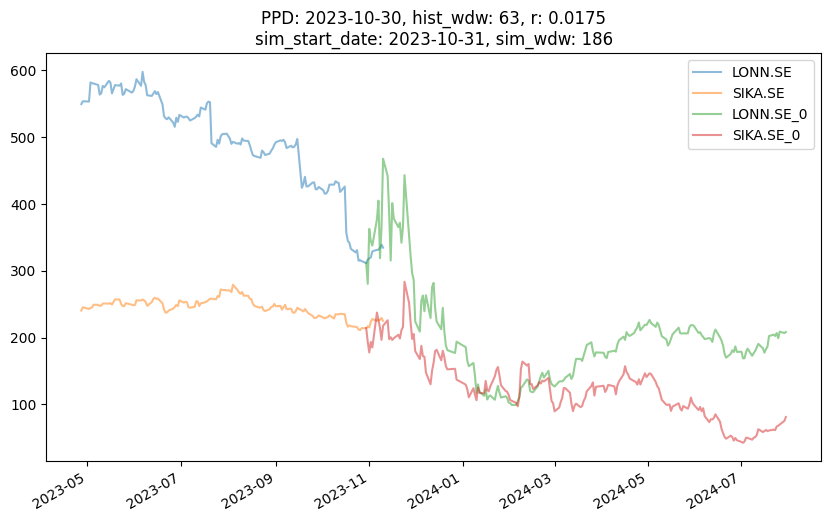 PPD: 2023-10-30, hist_wdw: 63, r: 0.0175
sim_start_date: 2023-10-31, sim_wdw: 186
LONN.SE
SIKA.SE
LONN.SE_0
SIKA.SE_0
600
500
400
300
200
100
2023-05
2023-07
2023-09
2023-11
2024-01
2024-03
2024-05
2024-07